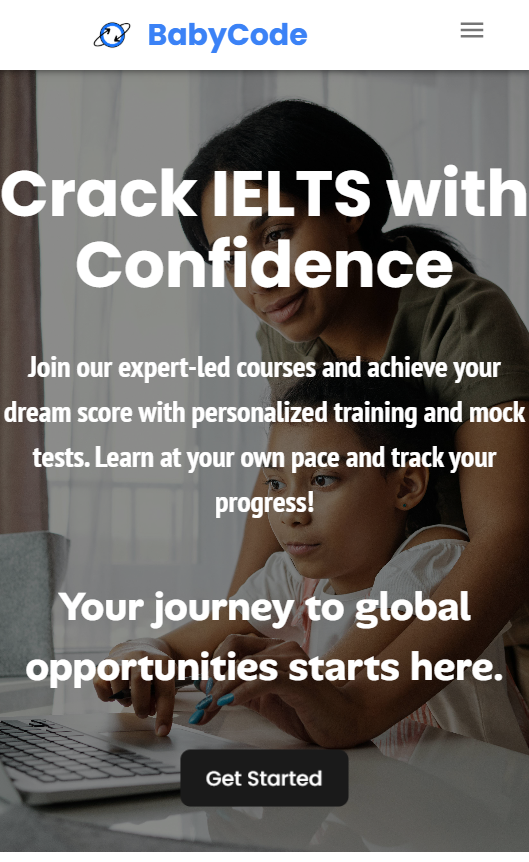 BabyCode
Crack IELTS with
Confidence
Join our expert-led courses and achieve your
dream score with personalized training and mock
tests. Learn at your own pace and track your
progress!
Your journey to global
opportunities starts here.
Get Started